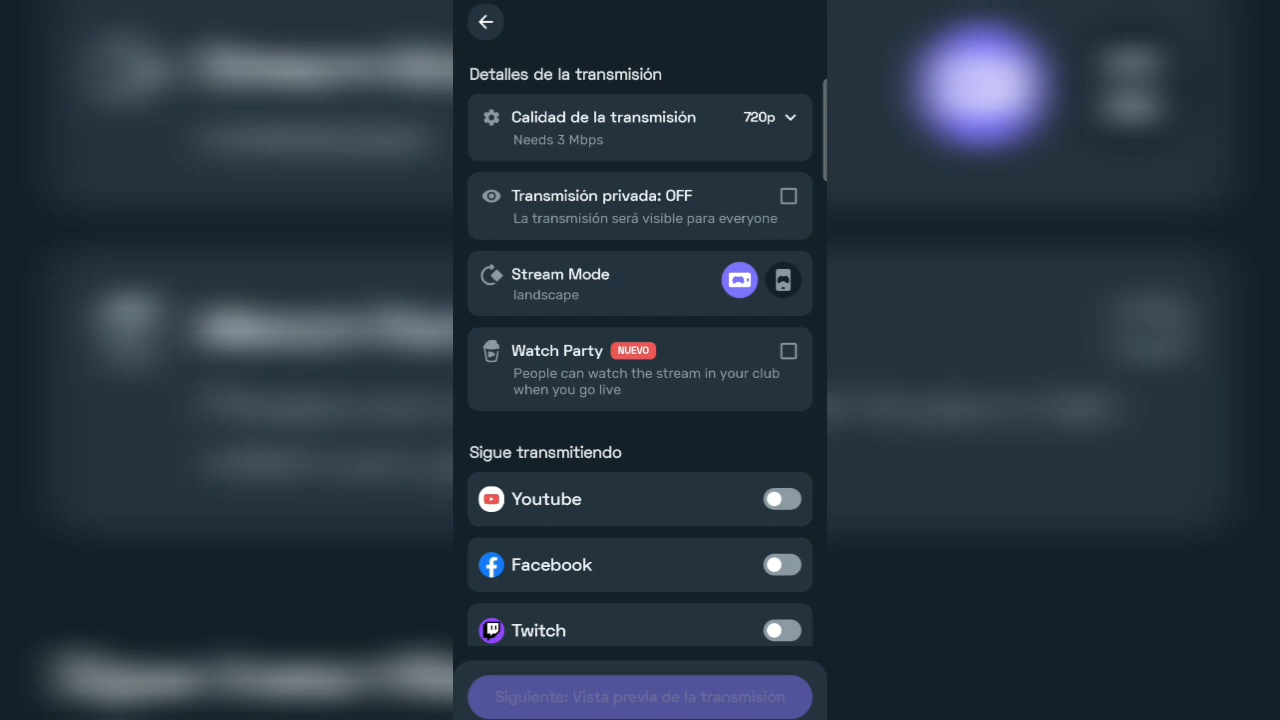 Detalles de la transmisión
Calidad de la transmisión 720p
Needs 3 Mbps
Transmisión privada: OFF
La transmisión será visible para everyone
Stream Mode
landscape
Watch Party NUEVO
People can watch the stream in your club
when you go live
Sigue transmitiendo
Youtube
Facebook
Twitch
Siguiente: Vista previa de la transmisión